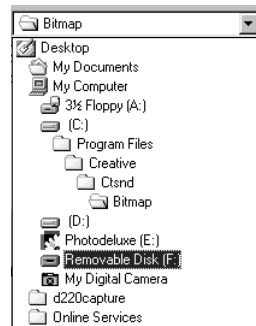 Bitmap
Desktop
My Documents
My Computer
3½ Floppy (A:)
(C:)
Program Files
Creative
Ctsnd
Bitmap
(D:)
Photodeluxe (E:)
Removable Disk (F:
My Digital Camera
d220capture
Online Services